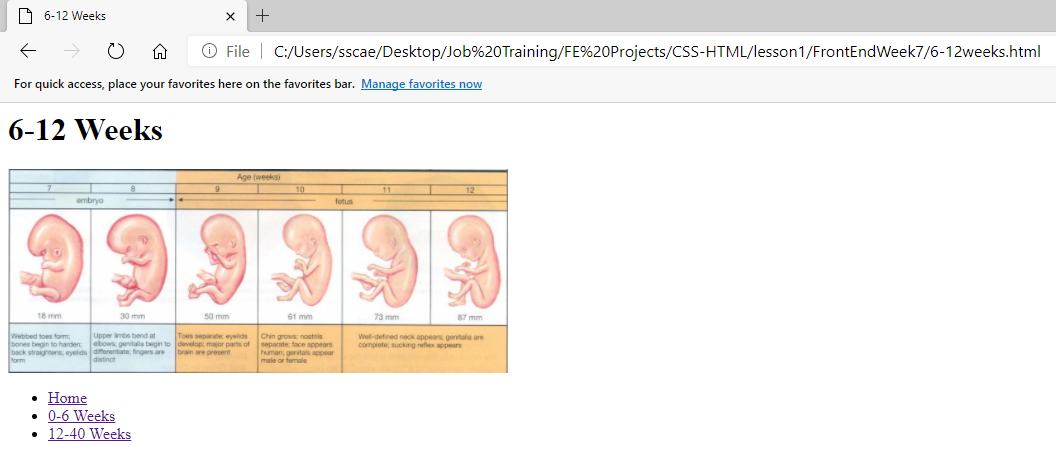 6-12 Weeks
File C:/Users/sscae/Desktop/Job%20Training/FE%20Projects/CSS-HTML/lesson1/FrontEndWeek7/6-12weeks.html
For quick access, place your favorites here on the favorites bar. Manage favorites now
6-12 Weeks
Age (weeks)
7 8 9 10 11 12
embryo fetus
18 mm 30 mm 50 mm 61 mm 73 mm 87 mm
Webbed toes form;
bones begin to harden;
back straightens; eyelids
form
Upper limbs bend at
elbows; genitalia begin to
differentiate; fingers are
distinct
Toes separate; eyelids
develop; major parts of
brain are present
Chin grows; nostrils
separate; face appears
human; genitals appear
male or female
Well-defined neck appears; genitalia are
complete; sucking reflex appears
Home
0-6 Weeks
12-40 Weeks